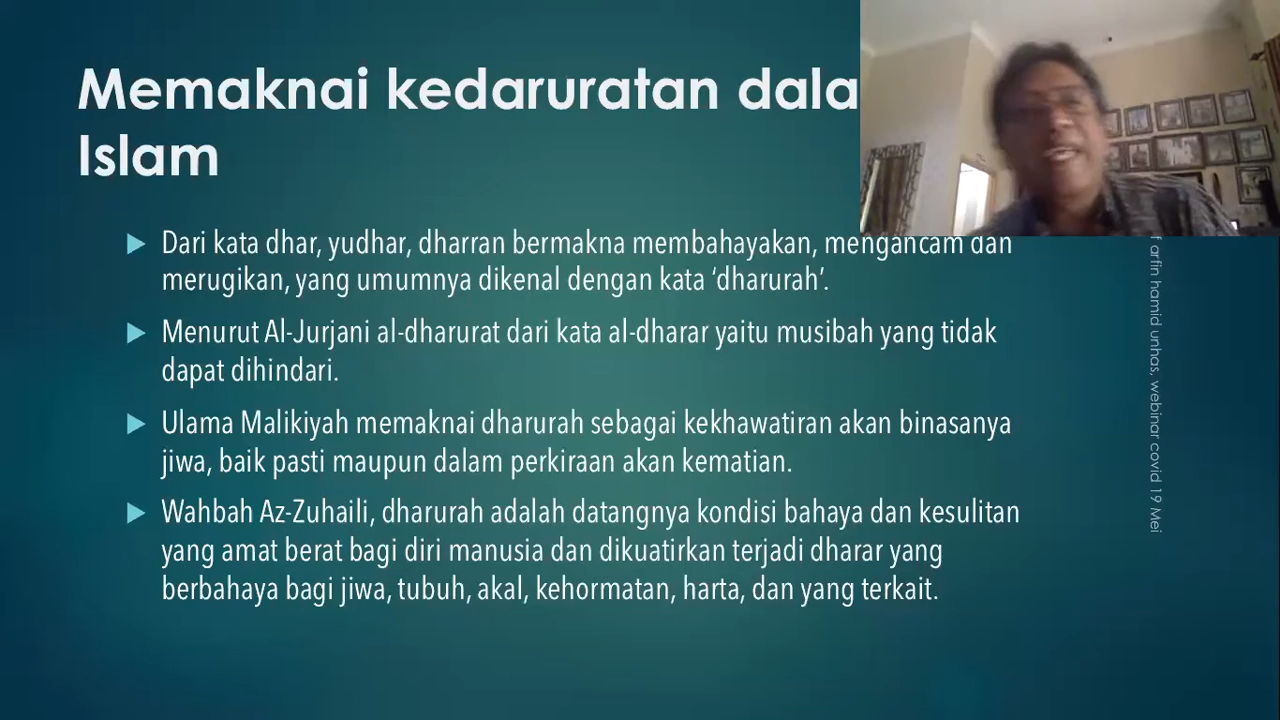 Memaknai kedaruratan dala
Islam
Dari kata dhar, yudhar, dharran bermakna membahayakan, mengancam dan
merugikan, yang umumnya dikenal dengan kata ‘dharurah’.
Menurut Al-Jurjani al-dharurat dari kata al-dharar yaitu musibah yang tidak
dapat dihindari.
Ulama Malikiyah memaknai dharurah sebagai kekhawatiran akan binasanya
jiwa, baik pasti maupun dalam perkiraan akan kematian.
Wahbah Az-Zuhaili, dharurah adalah datangnya kondisi bahaya dan kesulitan
yang amat berat bagi diri manusia dan dikuatirkan terjadi dharar yang
berbahaya bagi jiwa, tubuh, akal, kehormatan, harta, dan yang terkait.
f arfin hamid unhas, webinar covid 19 Mei